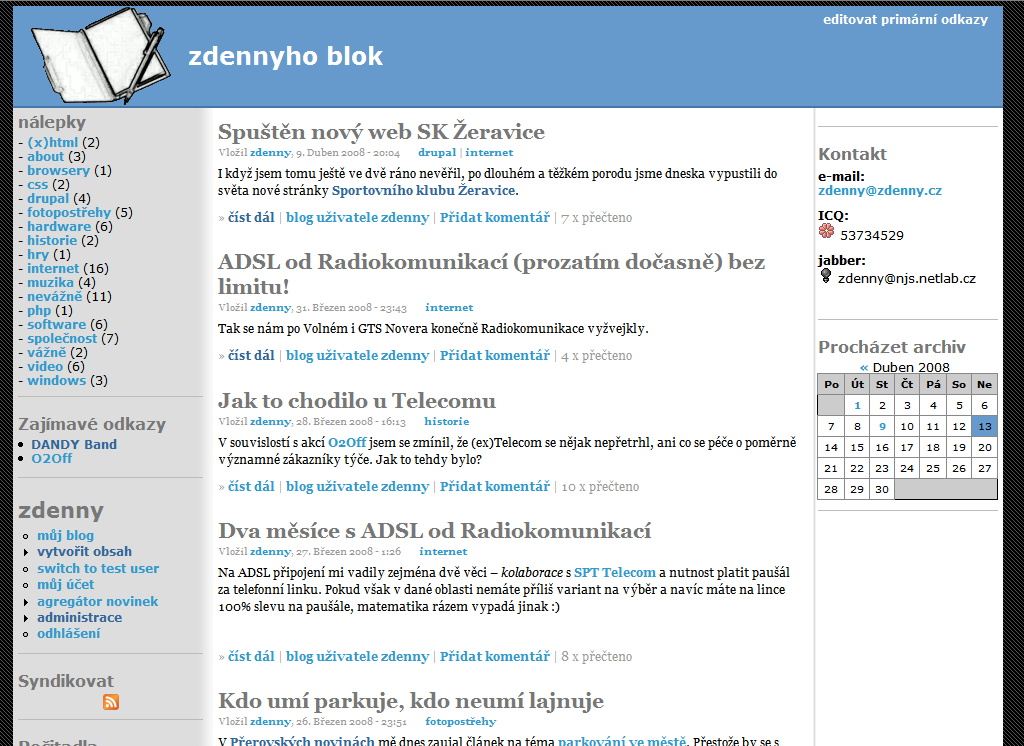 editovat primární odkazy
zdennyho blok
nálepky
- (x)html (2)
- about (3)
- browsery (1)
- css (2)
- drupal (4)
- fotopostřehy (5)
- hardware (6)
- historie (2)
- hry (1)
- internet (16)
- muzika (4)
- nevážně (11)
- php (1)
- software (6)
- společnost (7)
- vážně (2)
- video (6)
- windows (3)
Zajímavé odkazy
DANDY Band
O2Off
zdenny
můj blog
vytvořit obsah
switch to test user
můj účet
agregátor novinek
administrace
odhlášení
Syndikovat
Spuštěn nový web SK Žeravice
Vložil zdenny, 9. Duben 2008 - 20:04 drupal | internet
I když jsem tomu ještě ve dvě ráno nevěřil, po dlouhém a těžkém porodu jsme dneska vypustili do
světa nové stránky Sportovního klubu Žeravice.
» číst dál | blog uživatele zdenny | Přidat komentář | 7 x přečteno
ADSL od Radiokomunikací (prozatím dočasně) bez
limitu!
Vložil zdenny, 31. Březen 2008 - 23:43 internet
Tak se nám po Volném i GTS Novera konečně Radiokomunikace vyžvejkly.
» číst dál | blog uživatele zdenny | Přidat komentář | 4 x přečteno
Jak to chodilo u Telecomu
Vložil zdenny, 28. Březen 2008 - 16:13 historie
V souvislostí s akcí O2Off jsem se zmínil, že (ex)Telecom se nějak nepřetrhl, ani co se péče o poměrně
významné zákazníky týče. Jak to tehdy bylo?
» číst dál | blog uživatele zdenny | Přidat komentář | 10 x přečteno
Dva měsíce s ADSL od Radiokomunikací
Vložil zdenny, 27. Březen 2008 - 1:26 internet
Na ADSL připojení mi vadily zejména dvě věci – kolaborace s SPT Telecom a nutnost platit paušál
za telefonní linku. Pokud však v dané oblasti nemáte příliš variant na výběr a navíc máte na lince
100% slevu na paušále, matematika rázem vypadá jinak :)
» číst dál | blog uživatele zdenny | Přidat komentář | 8 x přečteno
Kdo umí parkuje, kdo neumí lajnuje
Vložil zdenny, 26. Březen 2008 - 23:51 fotopostřehy
V Přerovských novinách mě dnes zaujal článek na téma parkování ve městě. Přestože by se s
Kontakt
e-mail:
zdenny@zdenny.cz
ICQ:
53734529
jabber:
zdenny@njs.netlab.cz
Procházet archiv
« Duben 2008
Po Út St Čt Pá So Ne
1 2 3 4 5 6
7 8 9 10 11 12 13
14 15 16 17 18 19 20
21 22 23 24 25 26 27
28 29 30